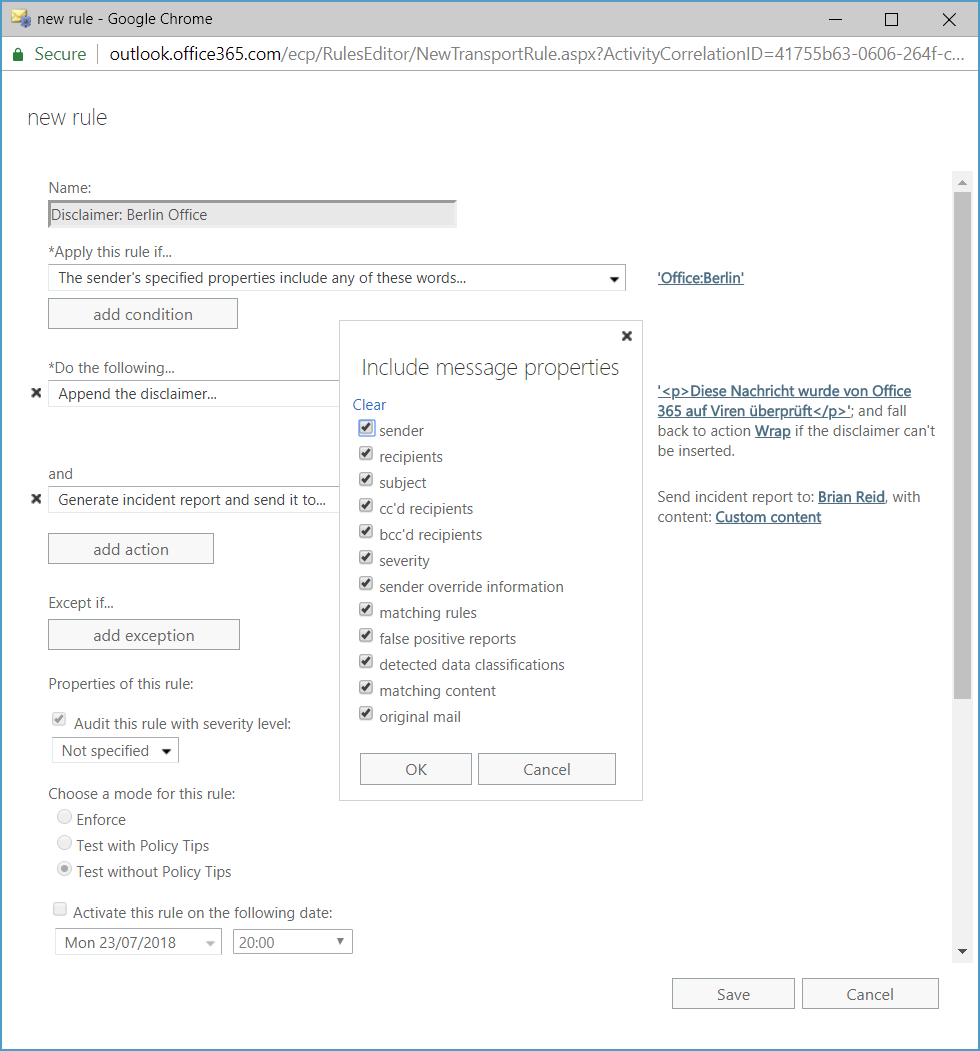 new rule - Google Chrome
Secure
outlook.office365.com/ecp/RulesEditor/NewTransportRule.aspx?ActivityCorrelationID=41755b63-0606-264f-c...
new rule
Name:
Disclaimer: Berlin Office
*Apply this rule if...
The sender's specified properties include any of these words...
'Office:Berlin'
add condition
*Do the following...
Append the disclaimer...
'<p>Diese Nachricht wurde von Office
365 auf Viren überprüft</p>'; and fall
back to action Wrap if the disclaimer can't
be inserted.
and
Generate incident report and send it to...
Send incident report to: Brian Reid, with
content: Custom content
add action
Except if...
add exception
Properties of this rule:
Audit this rule with severity level:
Not specified
Choose a mode for this rule:
Enforce
Test with Policy Tips
Test without Policy Tips
Activate this rule on the following date:
Mon 23/07/2018
20:00
Include message properties
Clear
sender
recipients
subject
cc'd recipients
bcc'd recipients
severity
sender override information
matching rules
false positive reports
detected data classifications
matching content
original mail
OK
Cancel
Save
Cancel